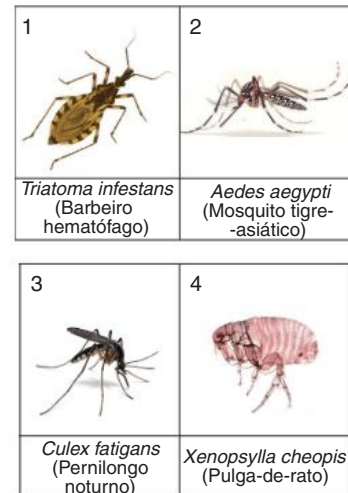 1
2
Triatoma infestans
(Barbeiro
hematófago)
Aedes aegypti
(Mosquito tigre-
-asiático)
3
4
Culex fatigans
(Pernilongo
noturno)
Xenopsylla cheopis
(Pulga-de-rato)